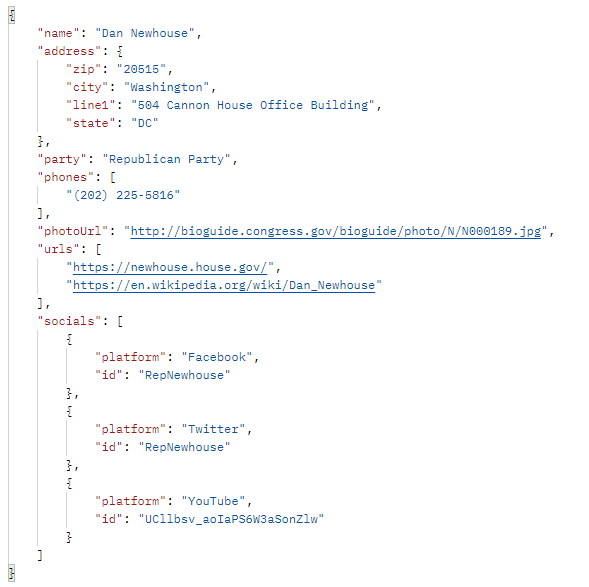 {
"name": "Dan Newhouse",
"address": {
"zip": "20515",
"city": "Washington",
"line1": "504 Cannon House Office Building",
"state": "DC"
},
"party": "Republican Party",
"phones": [
"(202) 225-5816"
],
"photoUrl": "http://bioguide.congress.gov/bioguide/photo/N/N000189.jpg",
"urls": [
"https://newhouse.house.gov/",
"https://en.wikipedia.org/wiki/Dan_Newhouse"
],
"socials": [
{
"platform": "Facebook",
"id": "RepNewhouse"
},
{
"platform": "Twitter",
"id": "RepNewhouse"
},
{
"platform": "YouTube",
"id": "UCllbsv_aoIaPS6W3aSonZlw"
}
]
}